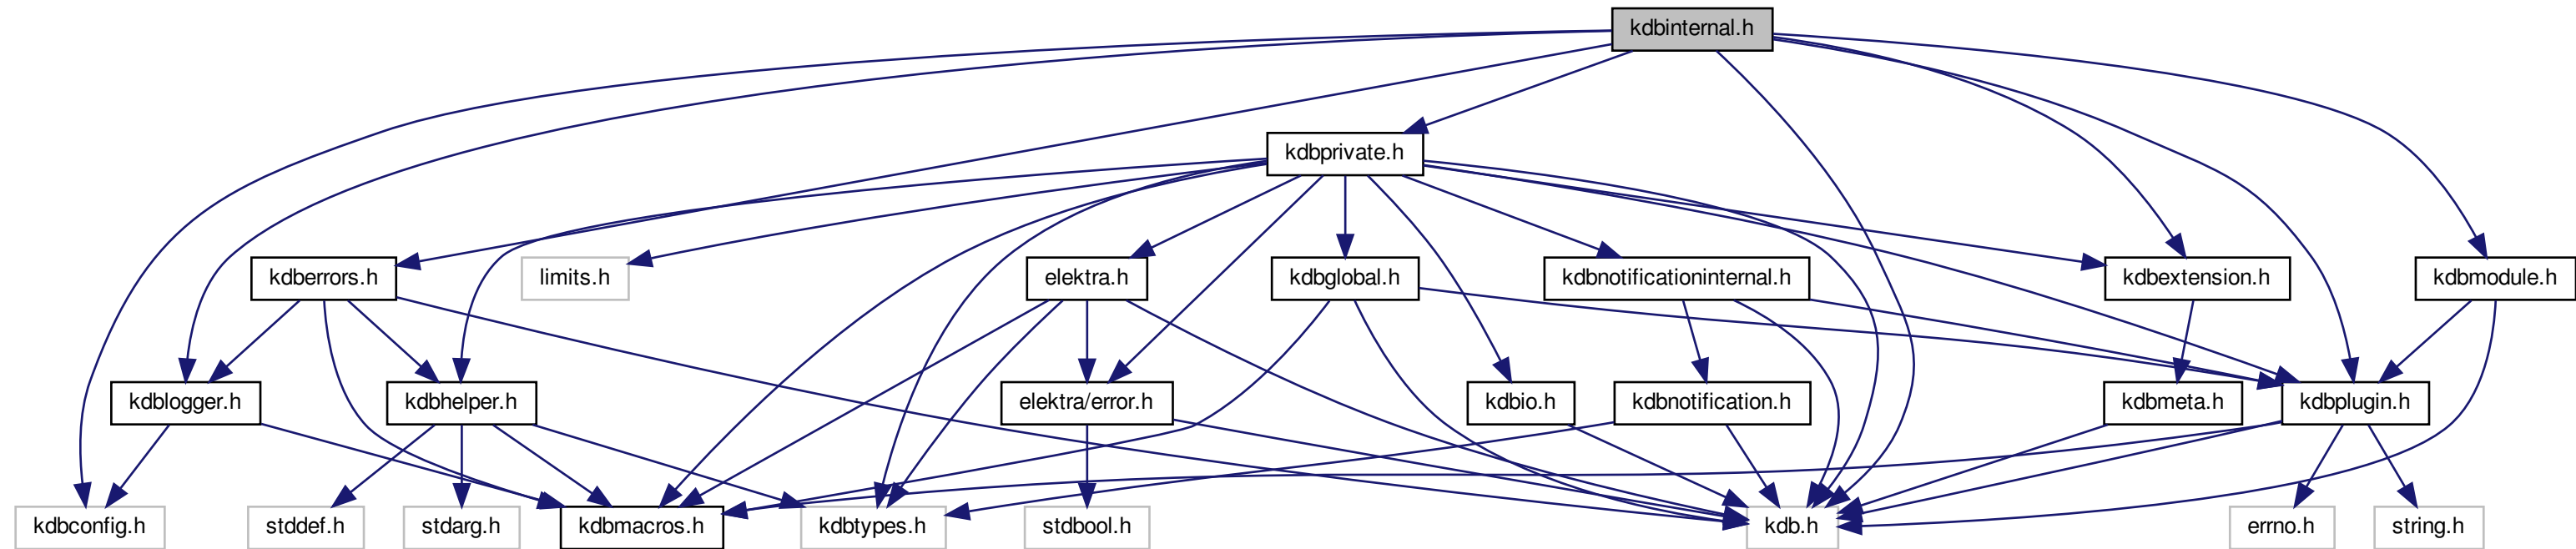 kdbinternal.h
kdbprivate.h
kdberrors.h
limits.h
elektra.h
kdbglobal.h
kdbnotificationinternal.h
kdbextension.h
kdbmodule.h
kdblogger.h
kdbhelper.h
elektra/error.h
kdbio.h
kdbnotification.h
kdbmeta.h
kdbplugin.h
kdbconfig.h
stddef.h
stdarg.h
kdbmacros.h
kdbtypes.h
stdbool.h
kdb.h
errno.h
string.h